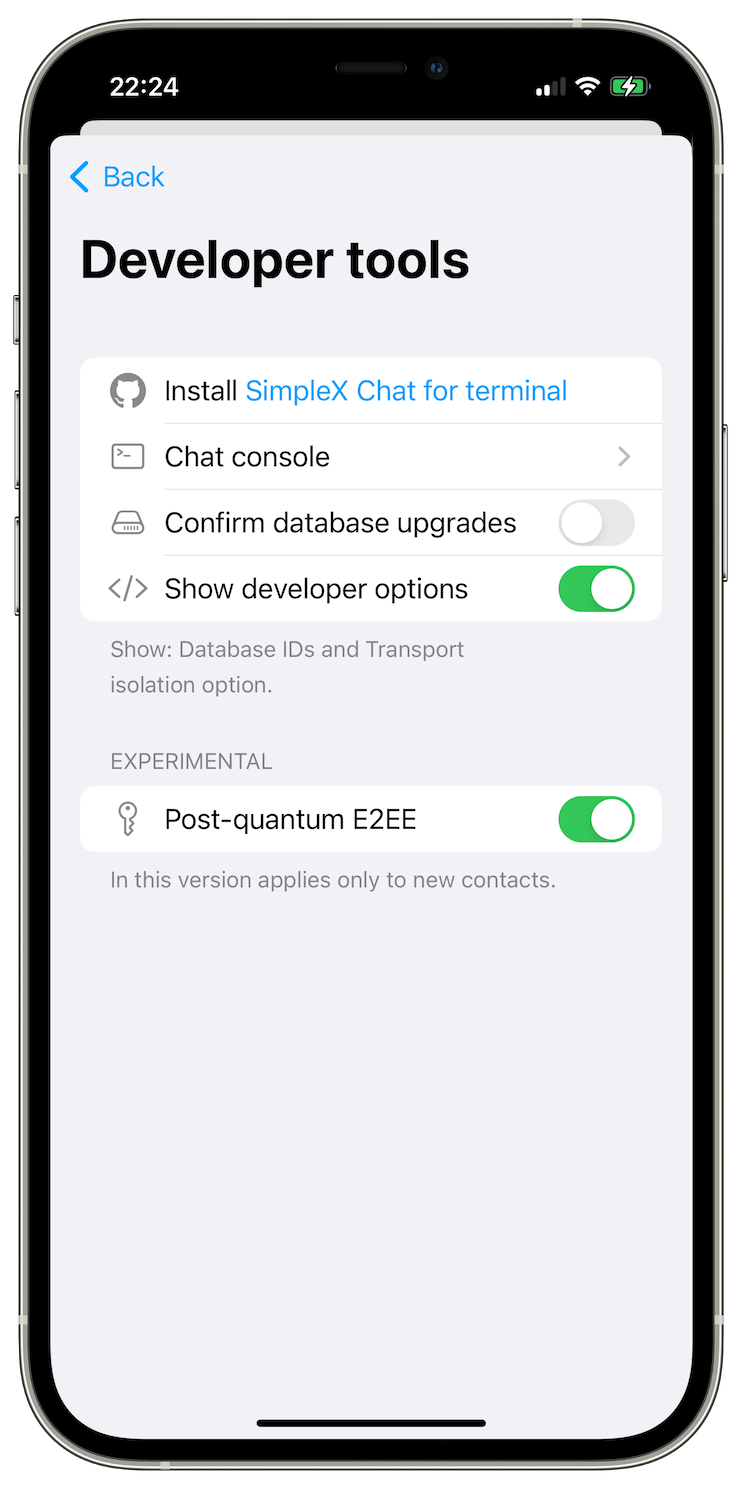 22:24
Back
Developer tools
Install SimpleX Chat for terminal
Chat console
Confirm database upgrades
Show developer options
Show: Database IDs and Transport
isolation option.
EXPERIMENTAL
Post-quantum E2EE
In this version applies only to new contacts.